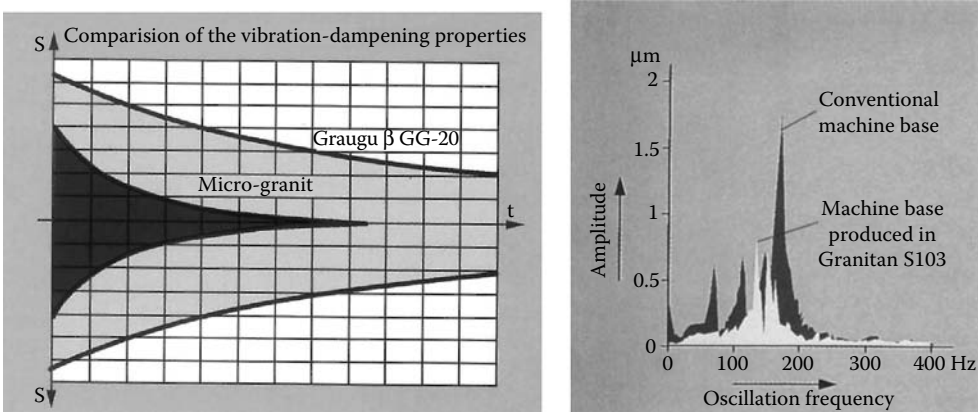 S
Comparision of the vibration-dampening properties
Graugu β GG-20
Micro-granit
t
S
μm
2
1.5
1
0.5
0
Amplitude
Conventional
machine base
Machine base
produced in
Granitan S103
0 100 200 300 400 Hz
Oscillation frequency